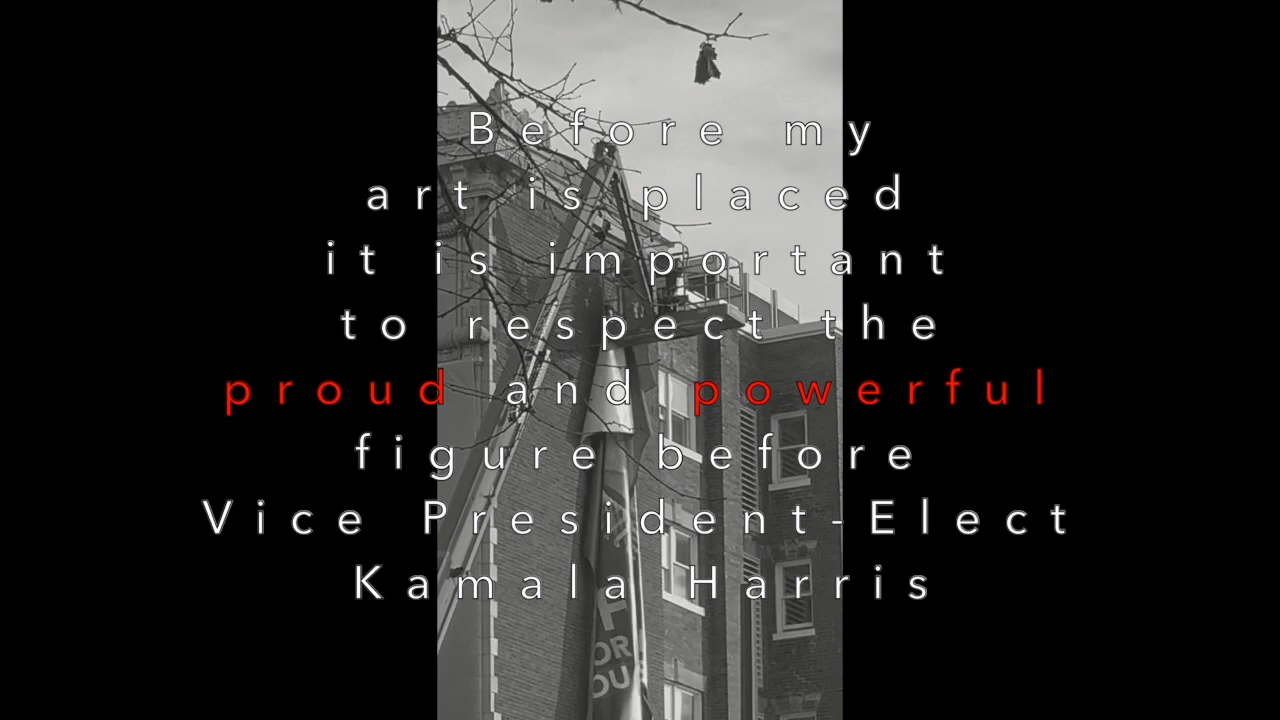 Before my
art is placed
it is important
to respect the
proud and powerful
figure before
Vice President-Elect
Kamala Harris